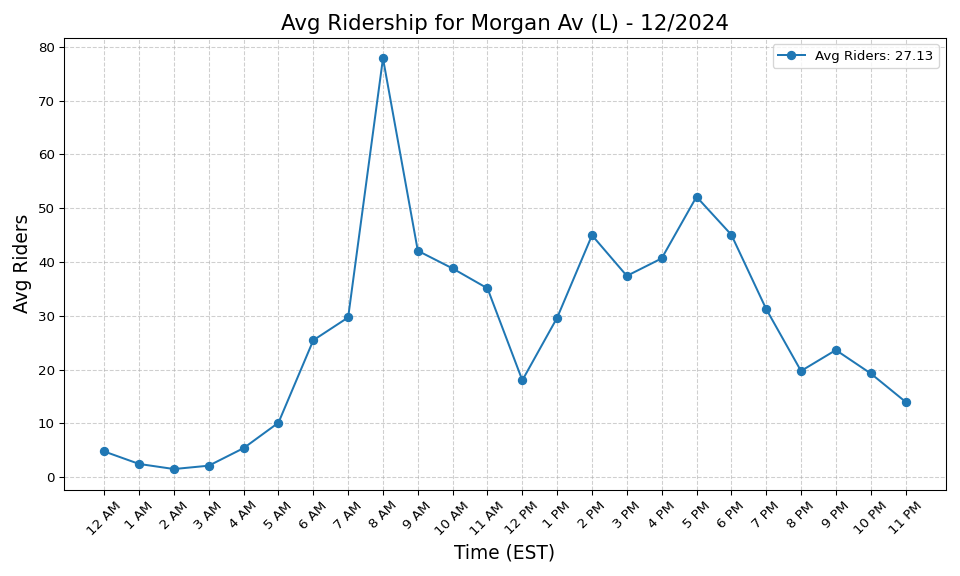 Avg Ridership for Morgan Av (L) - 12/2024
Avg Riders: 27.13
80
70
60
50
40
30
20
10
0
Avg Riders
12 AM
1 AM
2 AM
3 AM
4 AM
5 AM
6 AM
7 AM
8 AM
9 AM
10 AM
11 AM
12 PM
1 PM
2 PM
3 PM
4 PM
5 PM
6 PM
7 PM
8 PM
9 PM
10 PM
11 PM
Time (EST)